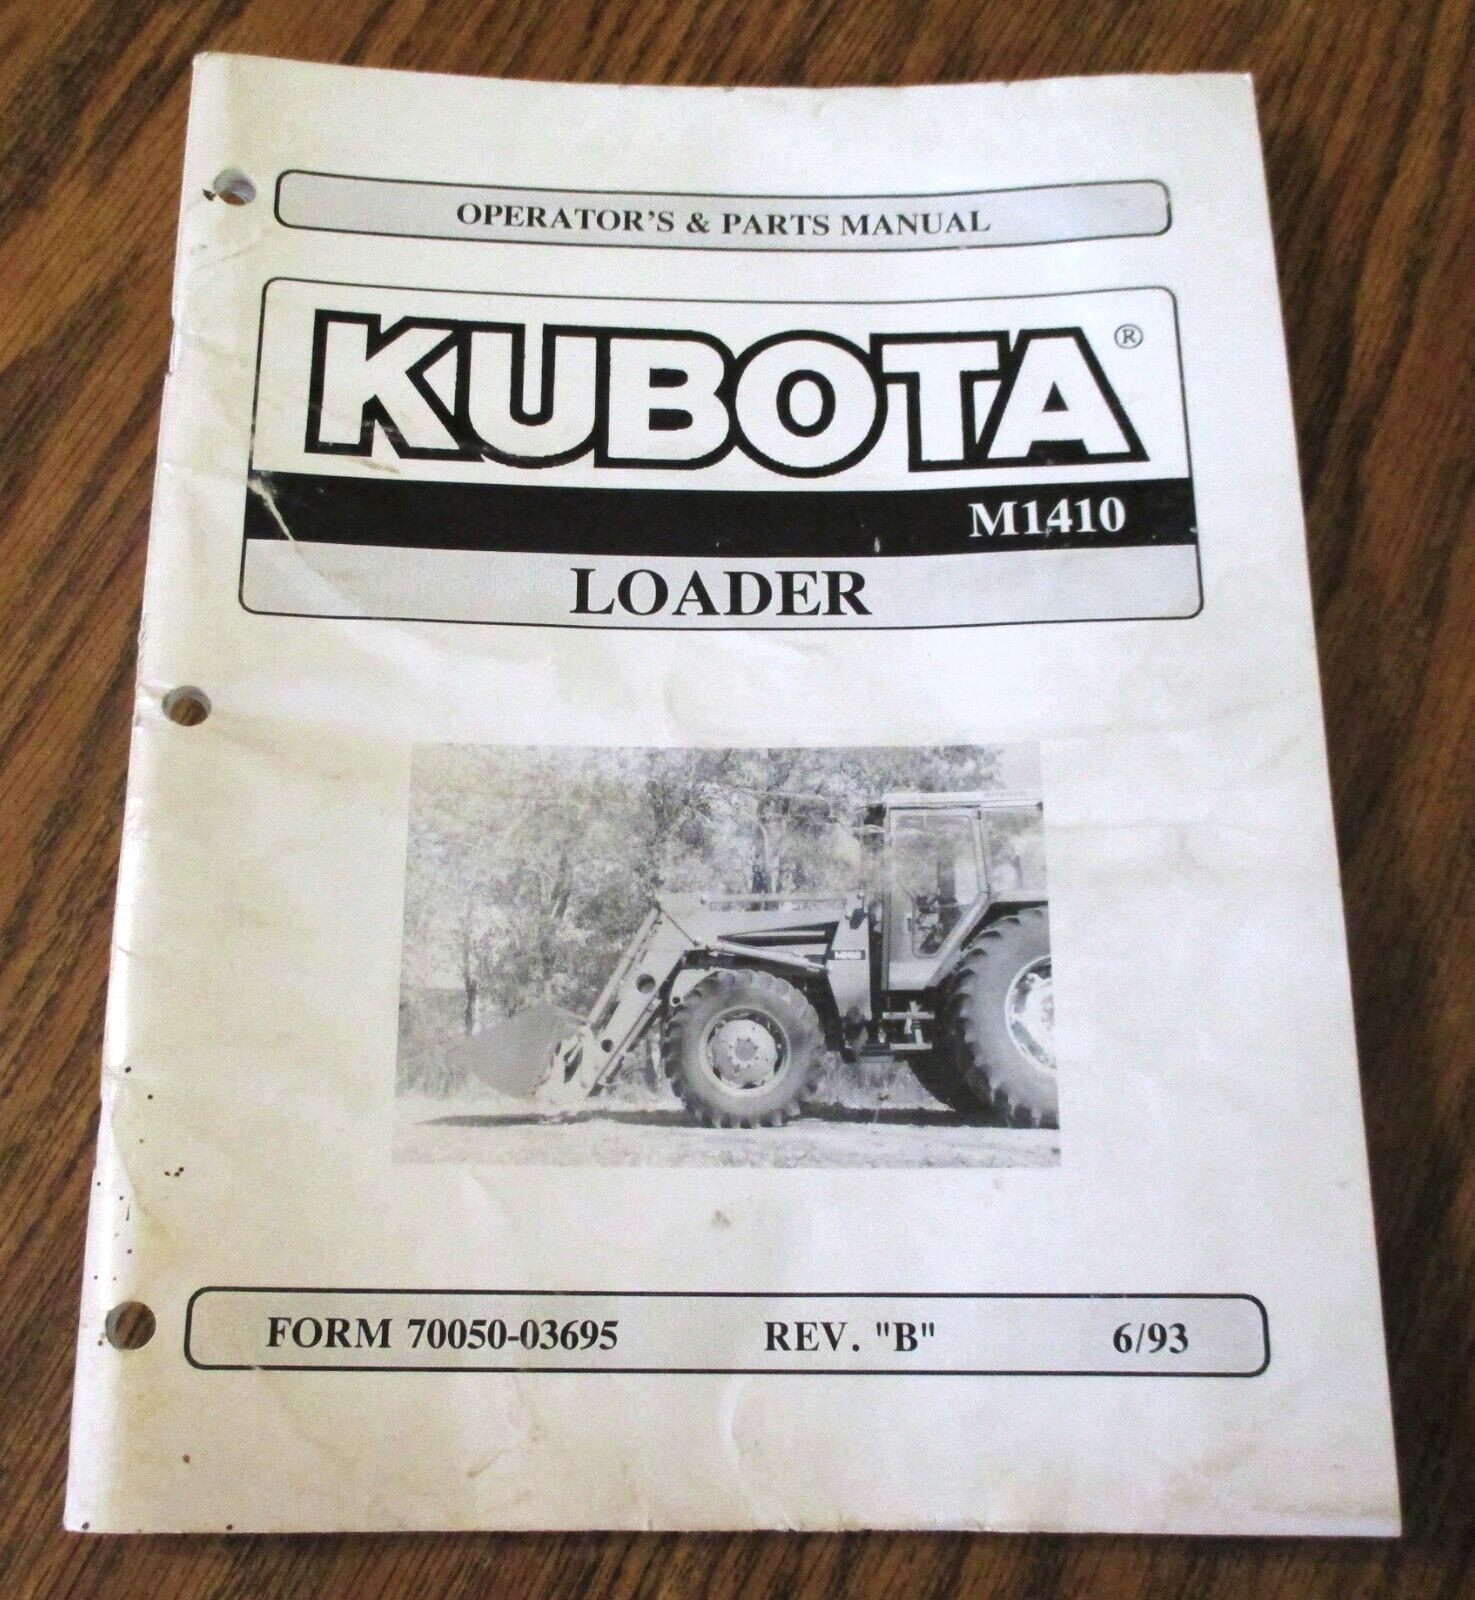 OPERATOR'S & PARTS MANUAL
KUBOTA®
M1410
LOADER
FORM 70050-03695 REV. "B" 6/93